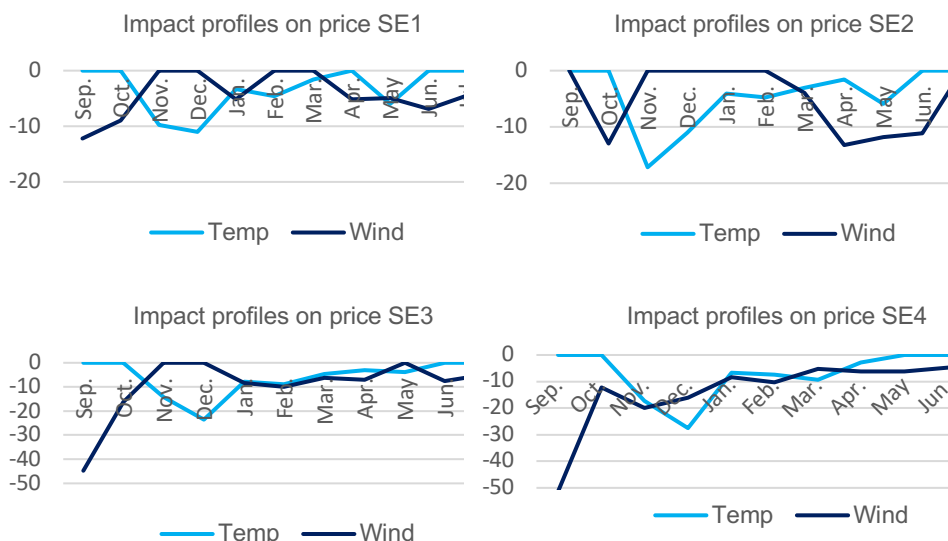 Impact profiles on price SE1
0
-10
-20
Sep.
Oct.
Nov.
Dec.
Jan.
Feb.
Mar.
Apr.
May
Jun.
Temp
Wind
Impact profiles on price SE2
0
-10
-20
Sep.
Oct.
Nov.
Dec.
Jan.
Feb.
Mar.
Apr.
May
Jun.
Temp
Wind
Impact profiles on price SE3
0
-10
-20
-30
-40
-50
Sep.
Oct.
Nov.
Dec.
Jan.
Feb.
Mar.
Apr.
May
Jun.
Temp
Wind
Impact profiles on price SE4
0
-10
-20
-30
-40
-50
Sep.
Oct.
Nov.
Dec.
Jan.
Feb.
Mar.
Apr.
May
Jun.
Temp
Wind